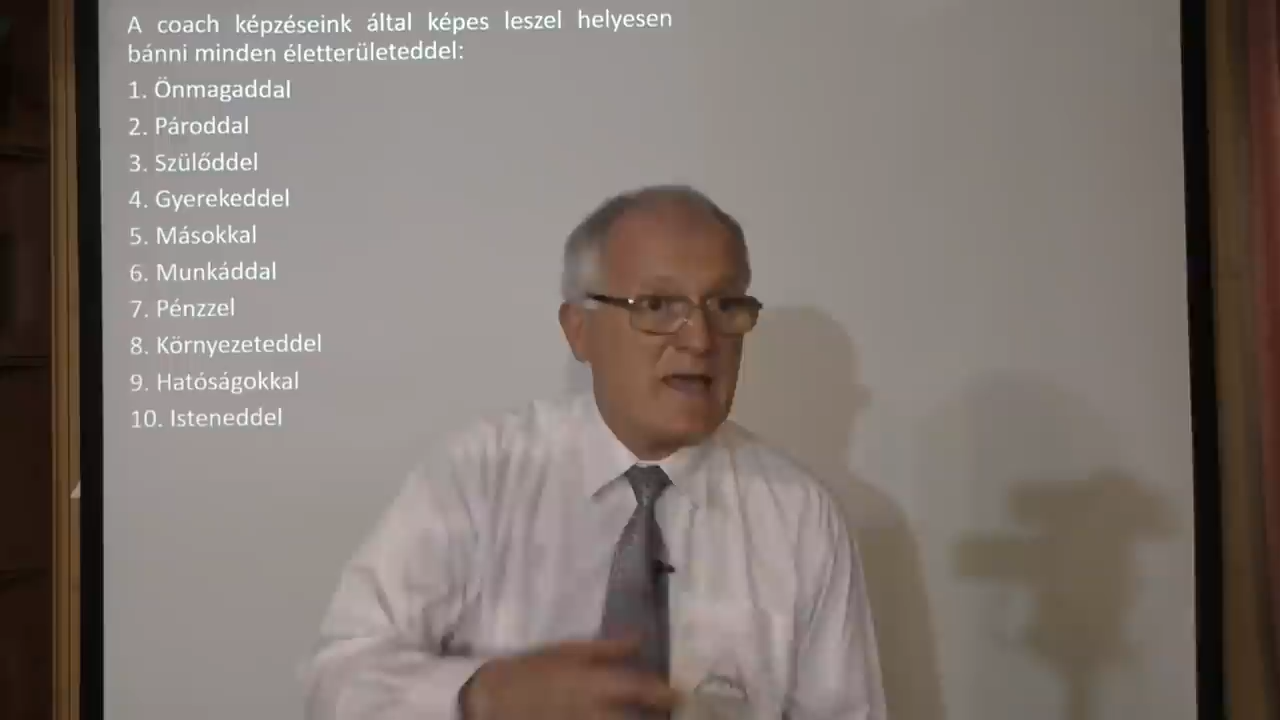 A coach képzéseink által képes leszel helyesen
bánni minden életterületeddel:
1. Önmagaddal
2. Pároddal
3. Szülőddel
4. Gyerekeddel
5. Másokkal
6. Munkáddal
7. Pénzzel
8. Környezeteddel
9. Hatóságokkal
10. Isteneddel